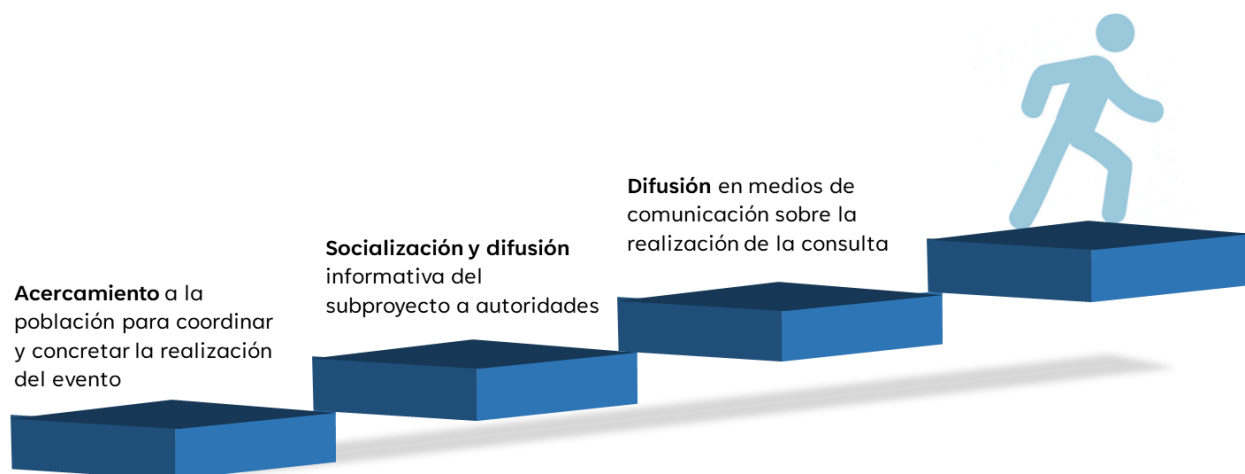 Acercamiento a la
población para coordinar
y concretar la realización
del evento
Socialización y difusión
informativa del
subproyecto a autoridades
Difusión en medios de
comunicación sobre la
realización de la consulta